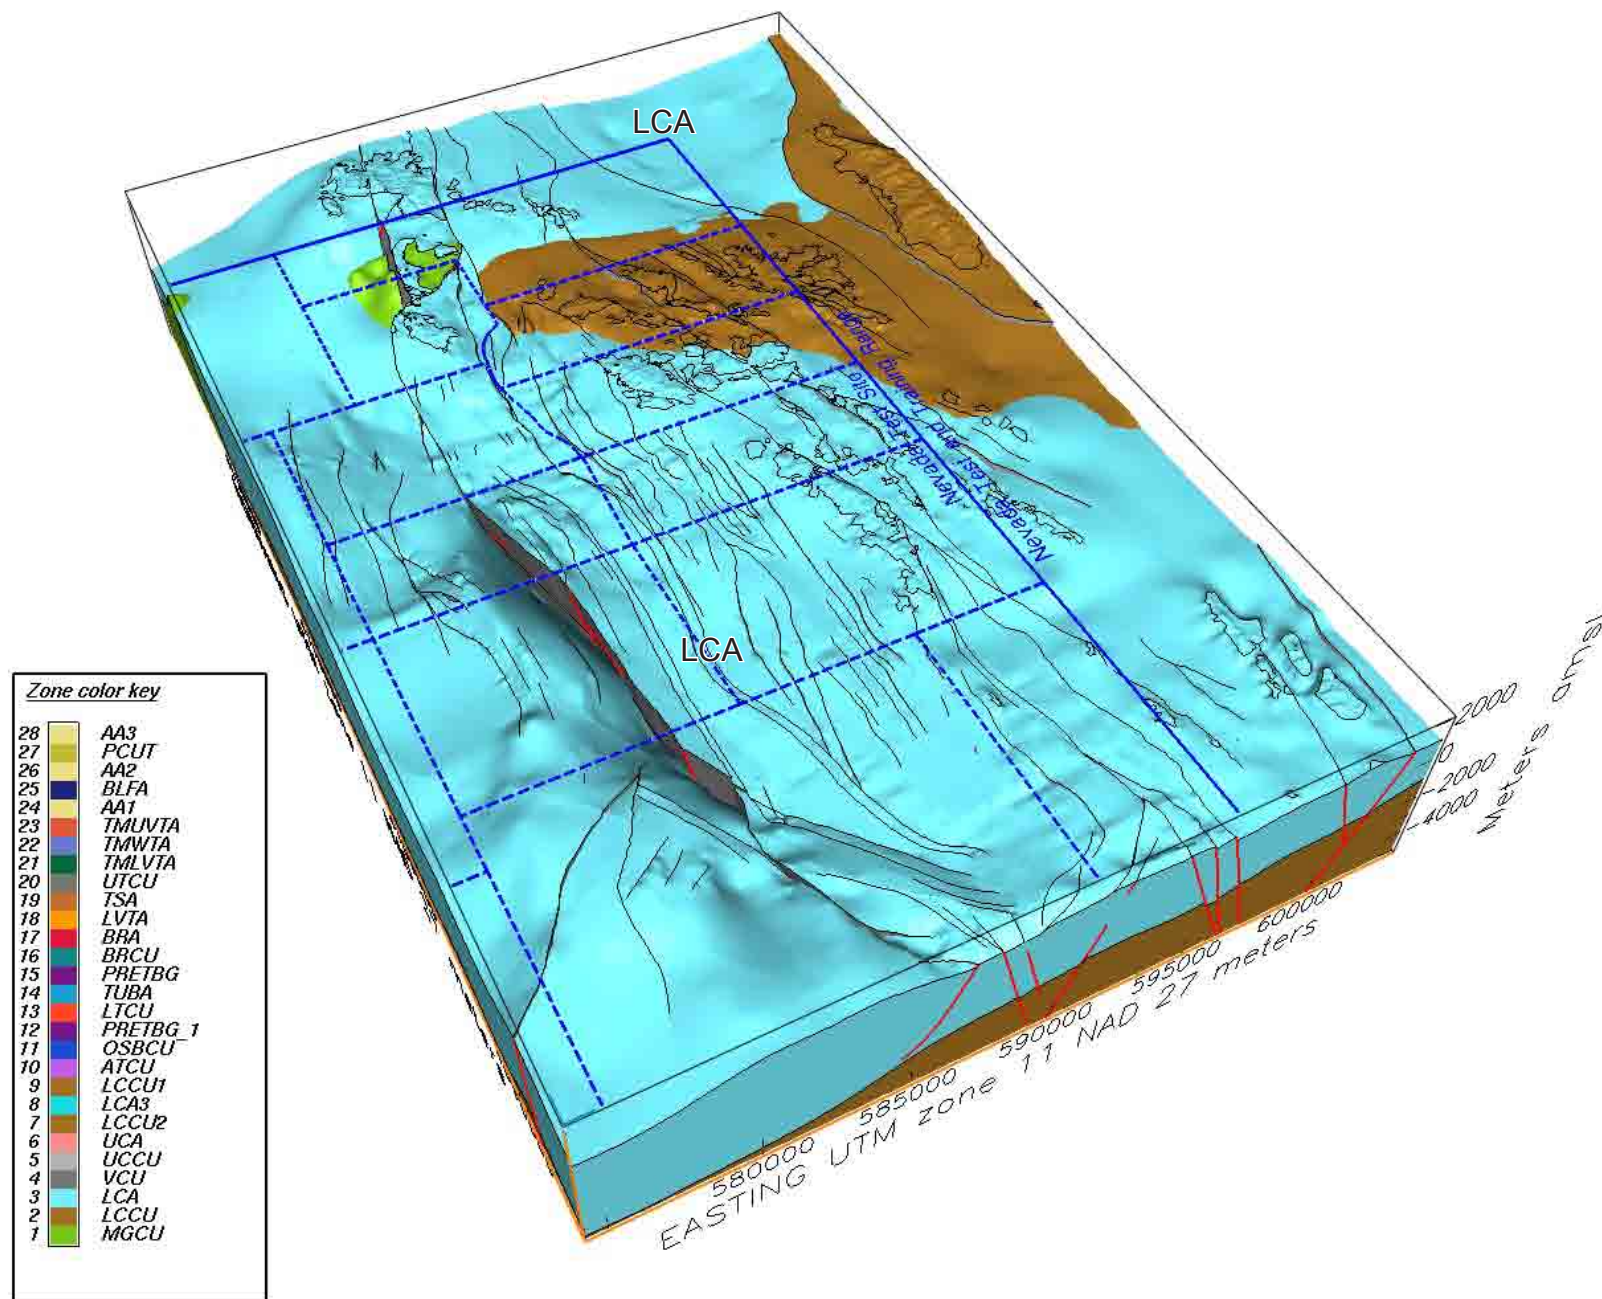 LCA
Nevada Test Site
Nevada Test and Training Range
LCA
2000
0
-2000
-4000
Meters amsl
600000
595000
590000
585000
580000
EASTING UTM zone 11 NAD 27 meters
Zone color key
28 AA3
27 PCUT
26 AA2
25 BLFA
24 AA1
23 TMUVTA
22 TMWTA
21 TMLVTA
20 UTCU
19 TSA
18 LVTA
17 BRA
16 BRCU
15 PRETBG
14 TUBA
13 LTCU
12 PRETBG_1
11 OSBCU
10 ATCU
9 LCCU1
8 LCA3
7 LCCU2
6 UCA
5 UCCU
4 VCU
3 LCA
2 LCCU
1 MGCU